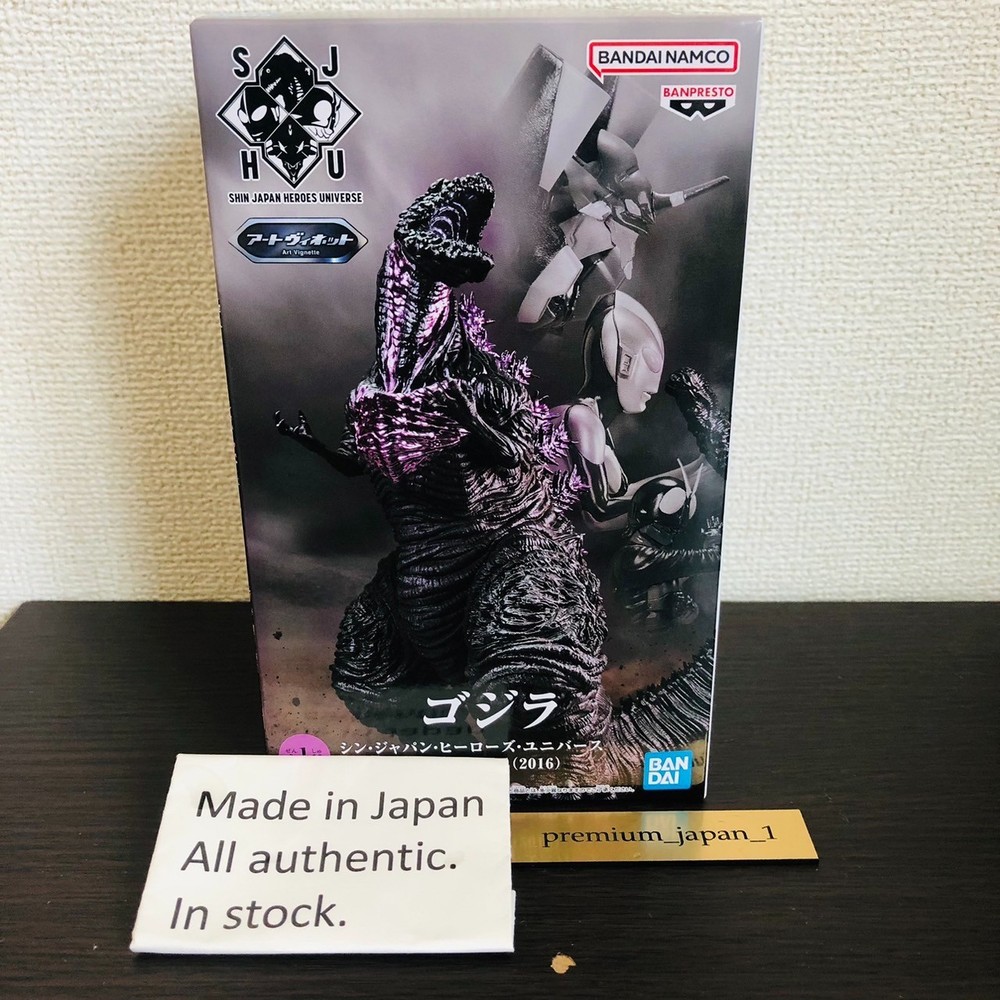 S J
H U
SHIN JAPAN HEROES UNIVERSE
アートヴィネット
Art Vignette
BANDAI NAMCO
BANPRESTO
ゴジラ
シン・ジャパン・ヒーローズ・ユニバース
(2016)
BAN
DAI
Made in Japan
All authentic.
In stock.
premium_japan_1